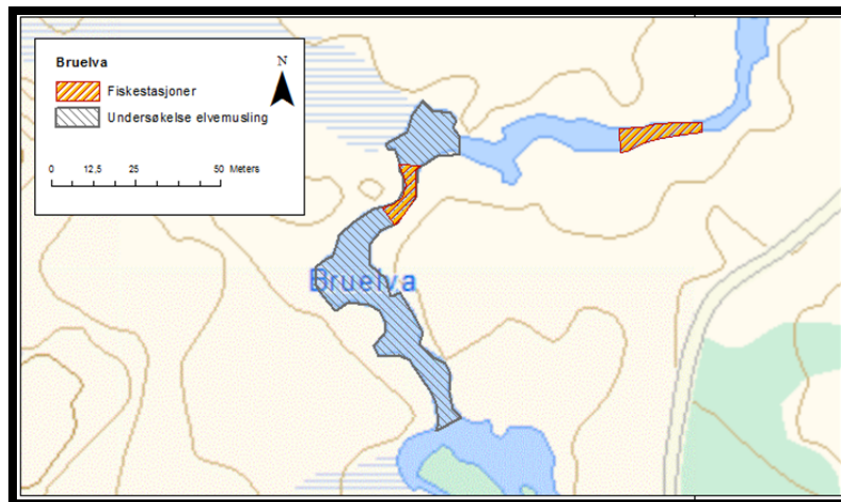 Bruelva
N
Fiskestasjoner
Undersøkelse elvemusling
0 12.5 25 50 Meters
Bruelva